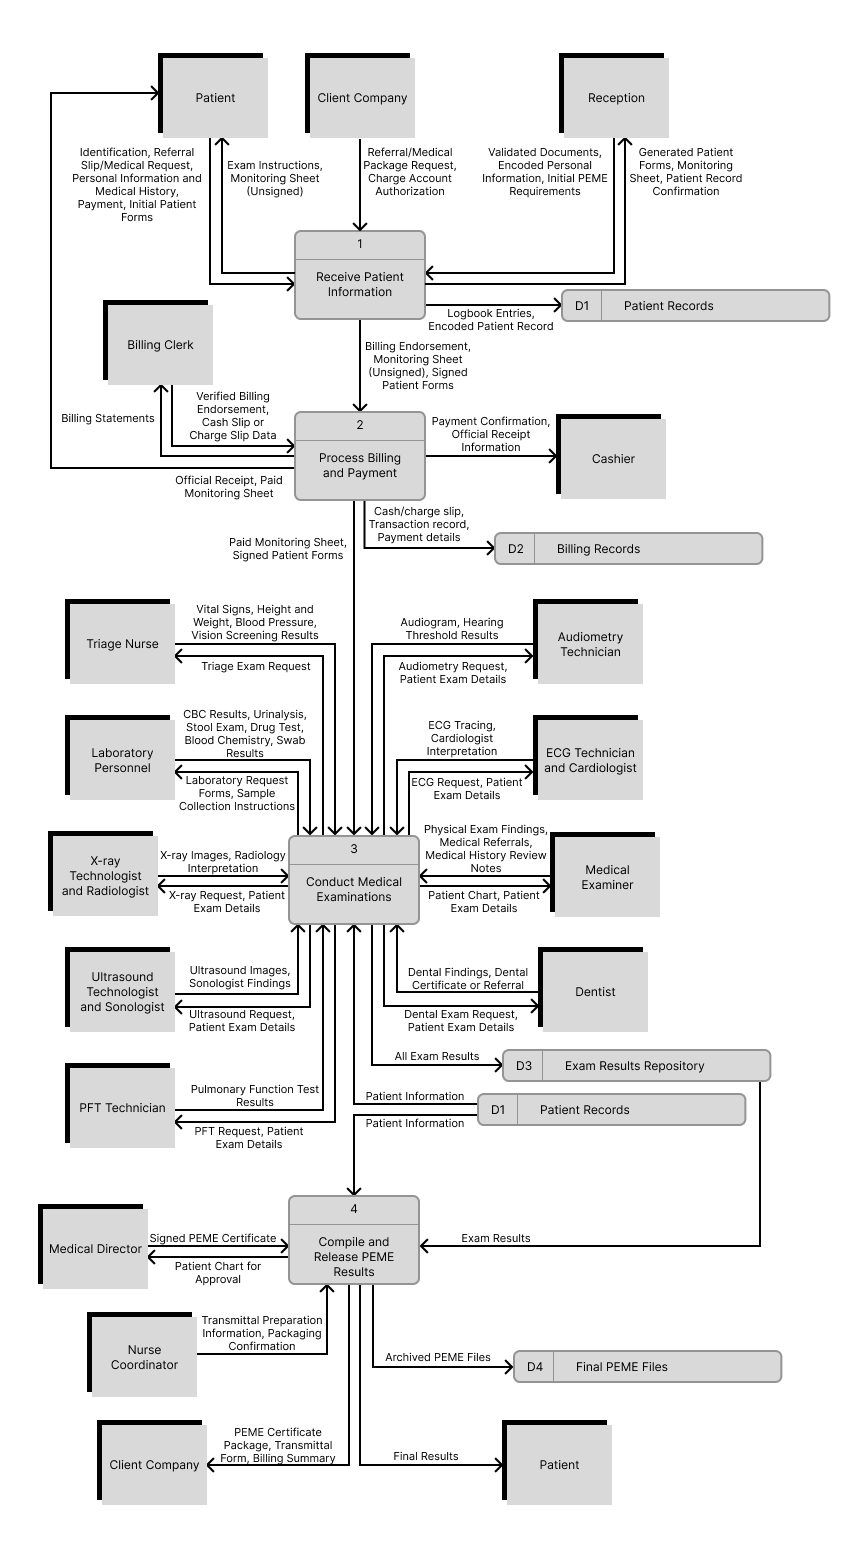 Patient
Client Company
Reception
Identification, Referral
Slip/Medical Request,
Personal Information and
Medical History,
Payment, Initial Patient
Forms
Exam Instructions,
Monitoring Sheet
(Unsigned)
Referral/Medical
Package Request,
Charge Account
Authorization
Validated Documents,
Encoded Personal
Information, Initial PEME
Requirements
Generated Patient
Forms, Monitoring
Sheet, Patient Record
Confirmation
1
Receive Patient
Information
D1
Patient Records
Logbook Entries,
Encoded Patient Record
Billing Clerk
Billing Endorsement,
Monitoring Sheet
(Unsigned), Signed
Patient Forms
Billing Statements
Verified Billing
Endorsement,
Cash Slip or
Charge Slip Data
2
Process Billing
and Payment
Payment Confirmation,
Official Receipt
Information
Cashier
Official Receipt, Paid
Monitoring Sheet
Cash/charge slip,
Transaction record,
Payment details
Paid Monitoring Sheet,
Signed Patient Forms
D2
Billing Records
Triage Nurse
Vital Signs, Height and
Weight, Blood Pressure,
Vision Screening Results
Triage Exam Request
Audiogram, Hearing
Threshold Results
Audiometry Request,
Patient Exam Details
Audiometry
Technician
Laboratory
Personnel
CBC Results, Urinalysis,
Stool Exam, Drug Test,
Blood Chemistry, Swab
Results
Laboratory Request
Forms, Sample
Collection Instructions
ECG Tracing,
Cardiologist
Interpretation
ECG Request, Patient
Exam Details
ECG Technician
and Cardiologist
X-ray
Technologist
and Radiologist
X-ray Images, Radiology
Interpretation
X-ray Request, Patient
Exam Details
3
Conduct Medical
Examinations
Physical Exam Findings,
Medical Referrals,
Medical History Review
Notes
Patient Chart, Patient
Exam Details
Medical
Examiner
Ultrasound
Technologist
and Sonologist
Ultrasound Images,
Sonologist Findings
Ultrasound Request,
Patient Exam Details
Dental Findings, Dental
Certificate or Referral
Dental Exam Request,
Patient Exam Details
Dentist
All Exam Results
D3
Exam Results Repository
PFT Technician
Pulmonary Function Test
Results
PFT Request, Patient
Exam Details
Patient Information
Patient Information
D1
Patient Records
4
Compile and
Release PEME
Results
Medical Director
Signed PEME Certificate
Patient Chart for
Approval
Exam Results
Nurse
Coordinator
Transmittal Preparation
Information, Packaging
Confirmation
Archived PEME Files
D4
Final PEME Files
Client Company
PEME Certificate
Package, Transmittal
Form, Billing Summary
Final Results
Patient